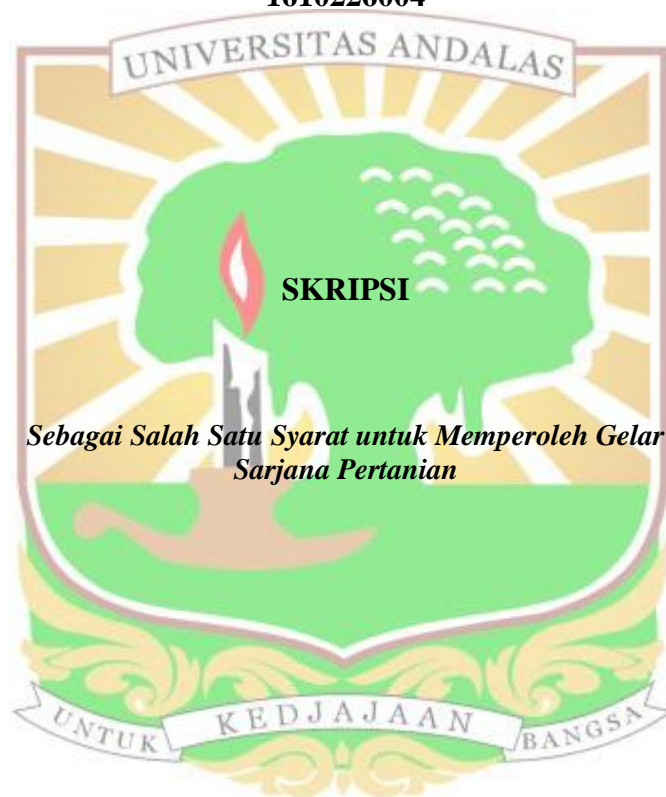 UNIVERSITAS ANDALAS
SKRIPSI
Sebagai Salah Satu Syarat untuk Memperoleh Gelar
Sarjana Pertanian
UNTUK KEDJAJAAN BANGSA